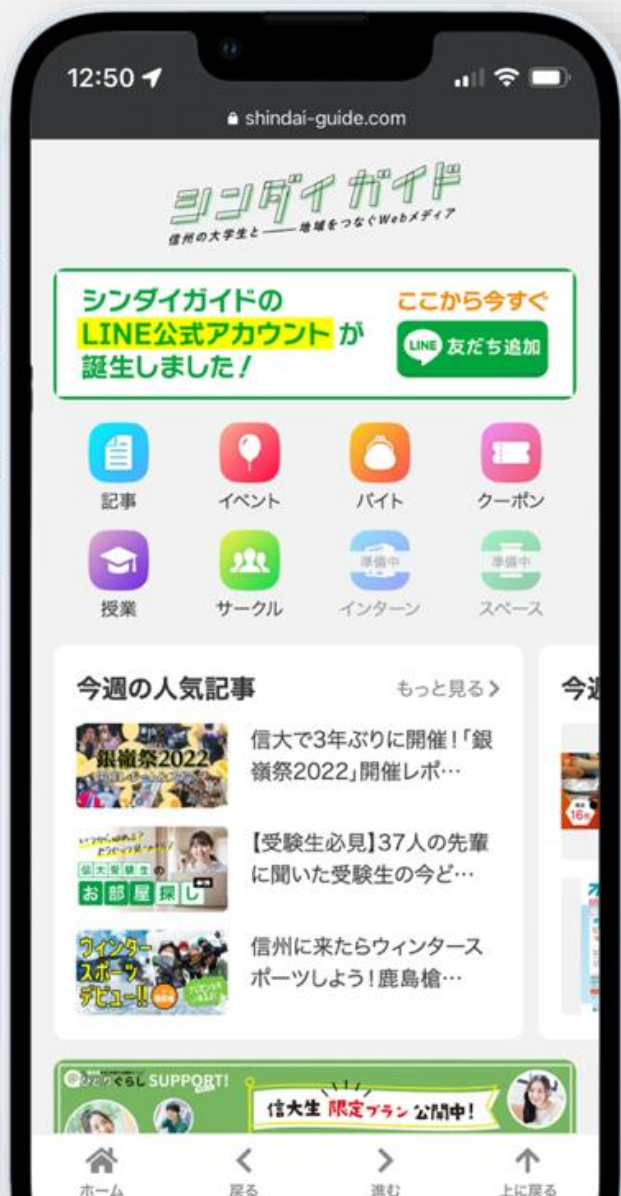 12:50
shindai-guide.com
シンダイガイド
信州の大学生と——地域をつなぐWebメディア
シンダイガイドの
LINE公式アカウントが
誕生しました!
ここから今すぐ
LINE 友だち追加
記事
イベント
バイト
クーポン
授業
サークル
準備中
インターン
準備中
スペース
今週の人気記事
もっと見る
今週
銀嶺祭2022
信大で3年ぶりに開催!「銀
嶺祭2022」開催レポ…
信大受験生の
お部屋探し
【受験生必見】37人の先輩
に聞いた受験生の今ど…
ウィンター
スポーツ
デビュー!!
信州に来たらウィンタース
ポーツしよう!鹿島槍…
16
ひとりぐらし SUPPORT!
信大生 限定プラン 公開中!
ホーム
戻る
進む
上に戻る